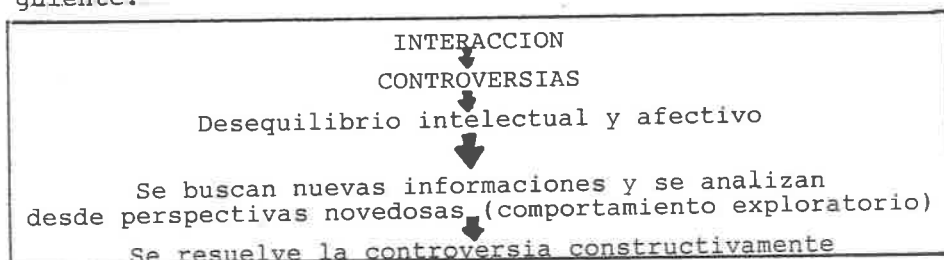 guiente:
INTERACCION
CONTROVERSIAS
Desequilibrio intelectual y afectivo
Se buscan nuevas informaciones y se analizan
desde perspectivas novedosas (comportamiento exploratorio)
Se resuelve la controversia constructivamente